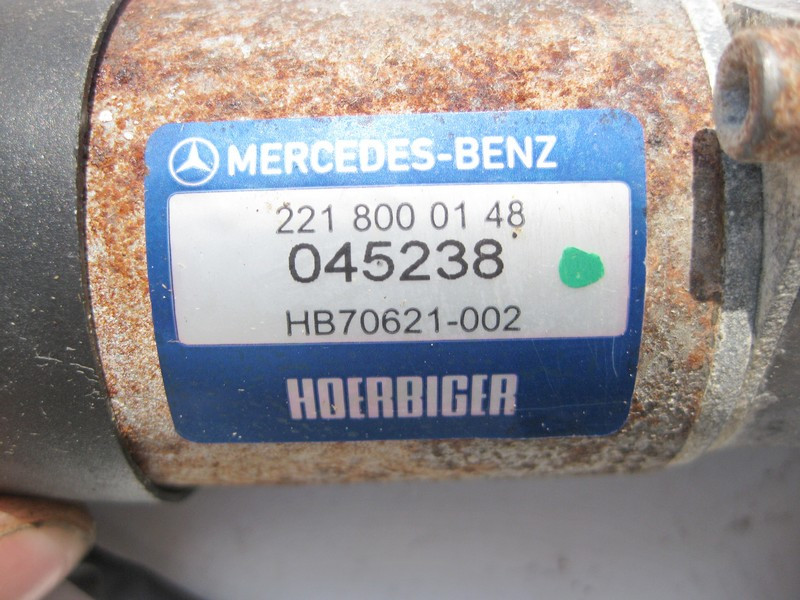 MERCEDES-BENZ
221 800 01 48
045238
HB70621-002
HOERBIGER